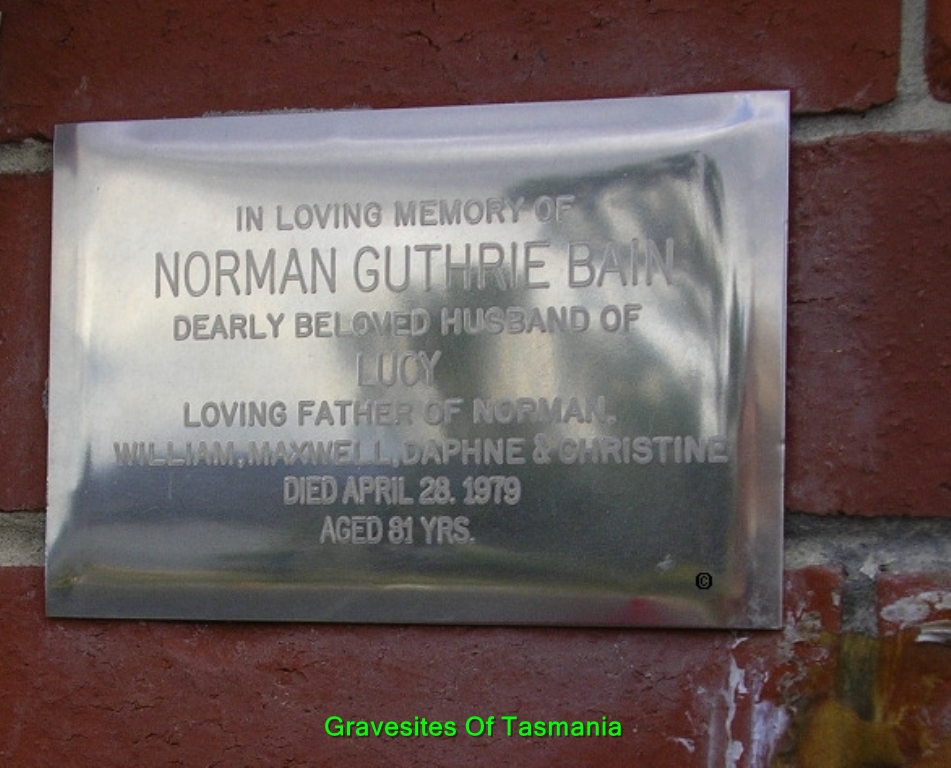 IN LOVING MEMORY OF
NORMAN GUTHRIE BAIN
DEARLY BELOVED HUSBAND OF
LUCY
LOVING FATHER OF NORMAN.
WILLIAM, MAXWELL, DAPHNE & CHRISTINE
DIED APRIL 28. 1979
AGED 81 YRS.
©
Gravesites Of Tasmania